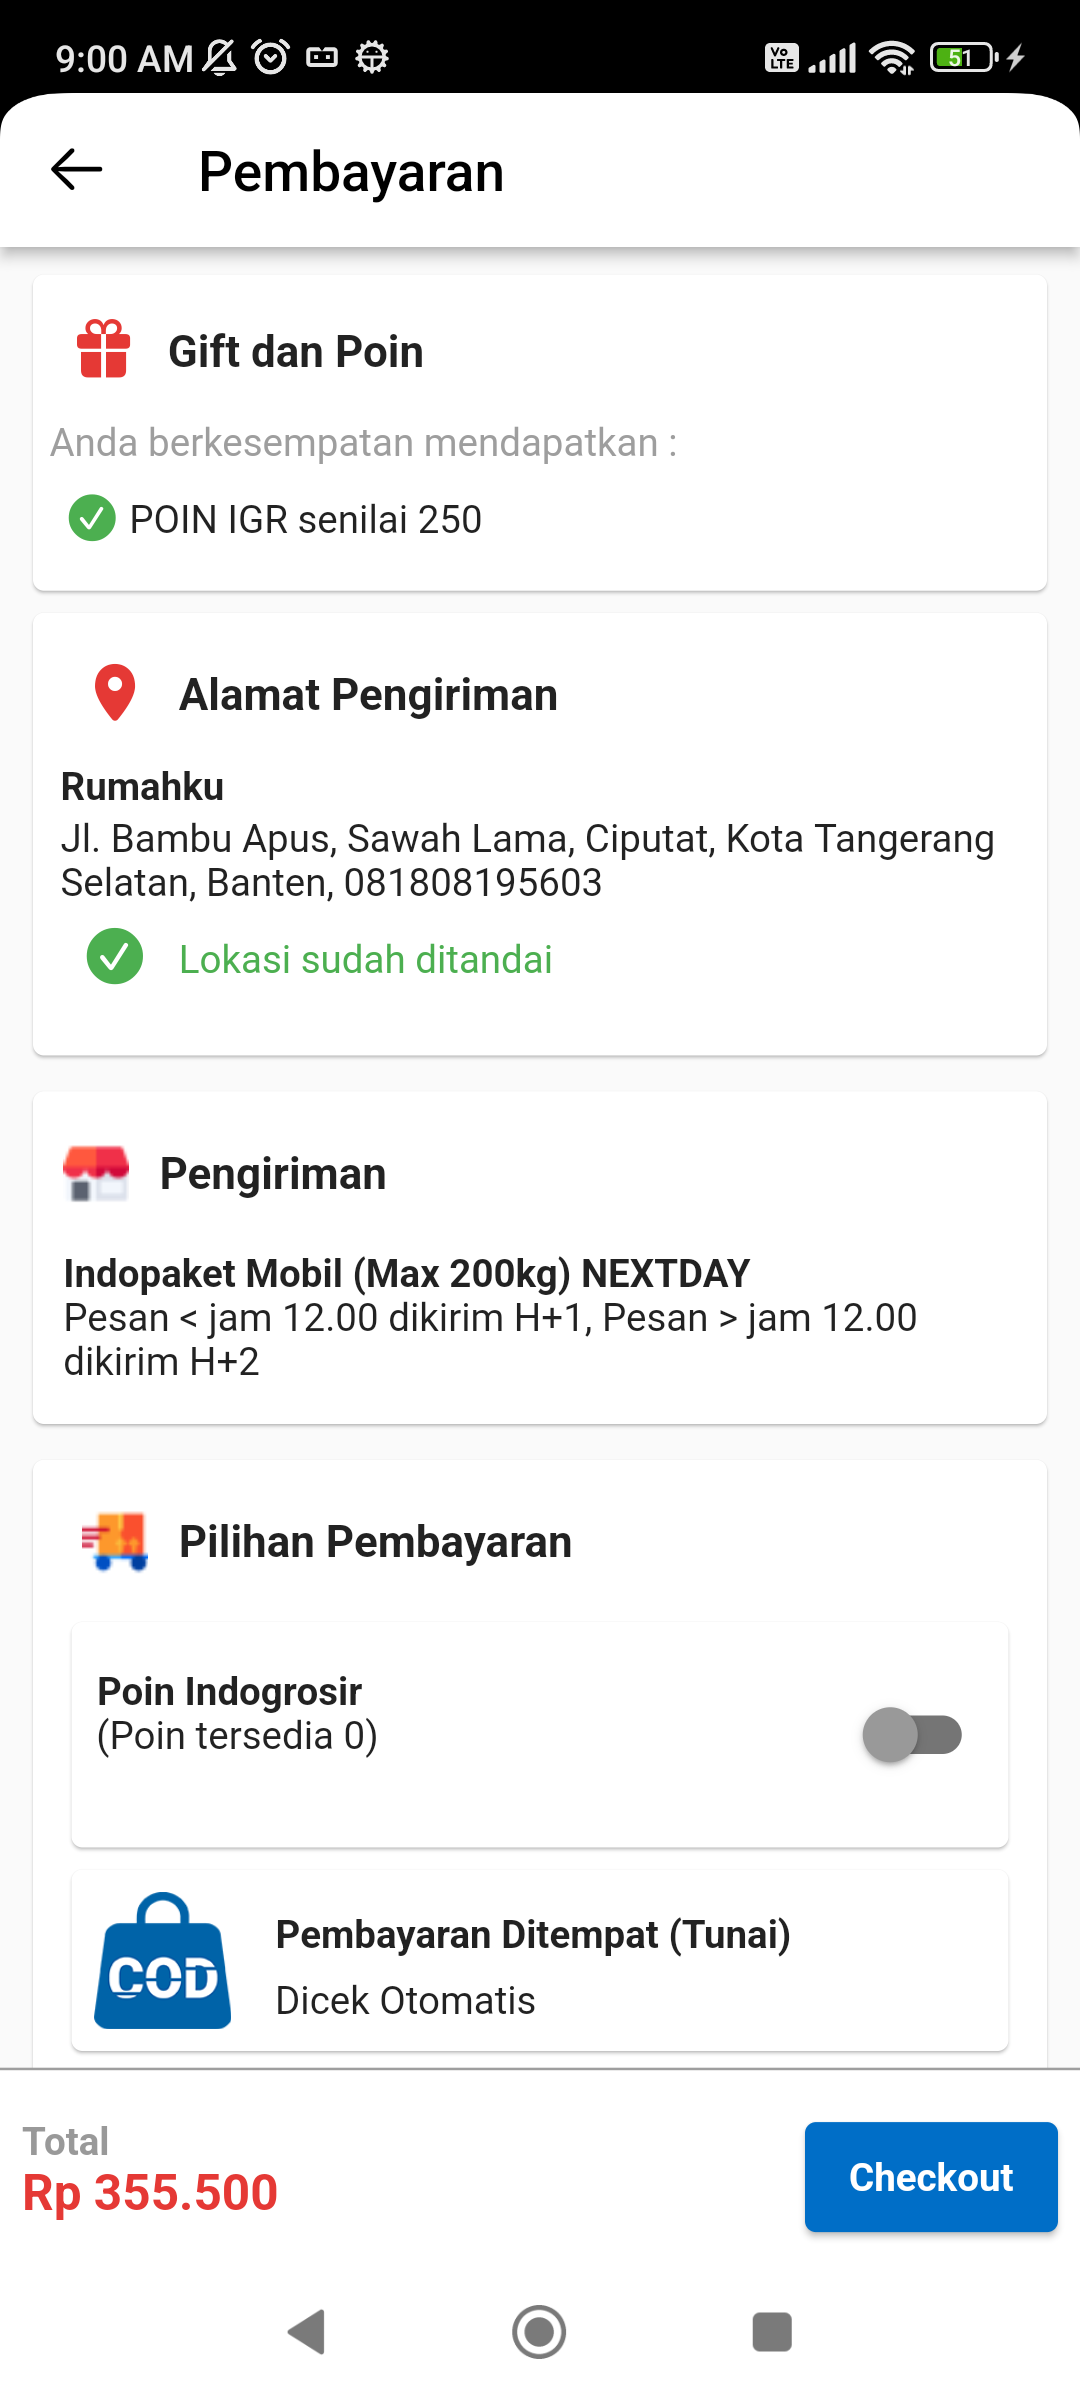 9:00 AM
Vo LTE
51
Pembayaran
Gift dan Poin
Anda berkesempatan mendapatkan :
POIN IGR senilai 250
Alamat Pengiriman
Rumahku
Jl. Bambu Apus, Sawah Lama, Ciputat, Kota Tangerang
Selatan, Banten, 081808195603
Lokasi sudah ditandai
Pengiriman
Indopaket Mobil (Max 200kg) NEXTDAY
Pesan < jam 12.00 dikirim H+1, Pesan > jam 12.00
dikirim H+2
Pilihan Pembayaran
Poin Indogrosir
(Poin tersedia 0)
COD
Pembayaran Ditempat (Tunai)
Dicek Otomatis
Total
Rp 355.500
Checkout